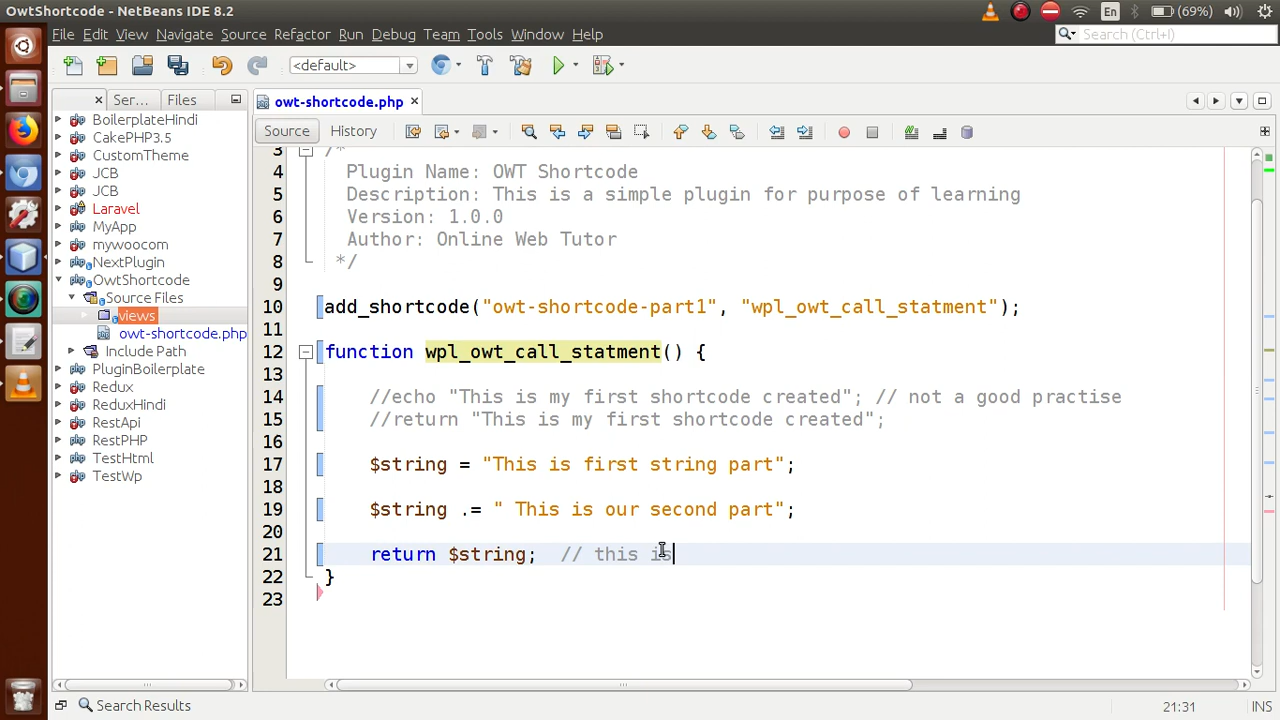 OwtShortcode - NetBeans IDE 8.2
En
(69%)
File Edit View Navigate Source Refactor Run Debug Team Tools Window Help
Search (Ctrl+I)
<default>
Ser... Files
owt-shortcode.php
Source History
BoilerplateHindi
CakePHP3.5
CustomTheme
JCB
JCB
Laravel
MyApp
mywoocom
NextPlugin
OwtShortcode
Source Files
views
owt-shortcode.php
Include Path
PluginBoilerplate
Redux
ReduxHindi
RestApi
RestPHP
TestHtml
TestWp
3 /*
4 Plugin Name: OWT Shortcode
5 Description: This is a simple plugin for purpose of learning
6 Version: 1.0.0
7 Author: Online Web Tutor
8 */
9
10 add_shortcode("owt-shortcode-part1", "wpl_owt_call_statment");
11
12 function wpl_owt_call_statment() {
13
14 //echo "This is my first shortcode created"; // not a good practise
15 //return "This is my first shortcode created";
16
17 $string = "This is first string part";
18
19 $string .= " This is our second part";
20
21 return $string; // this is
22 }
23
Search Results
21:31
INS